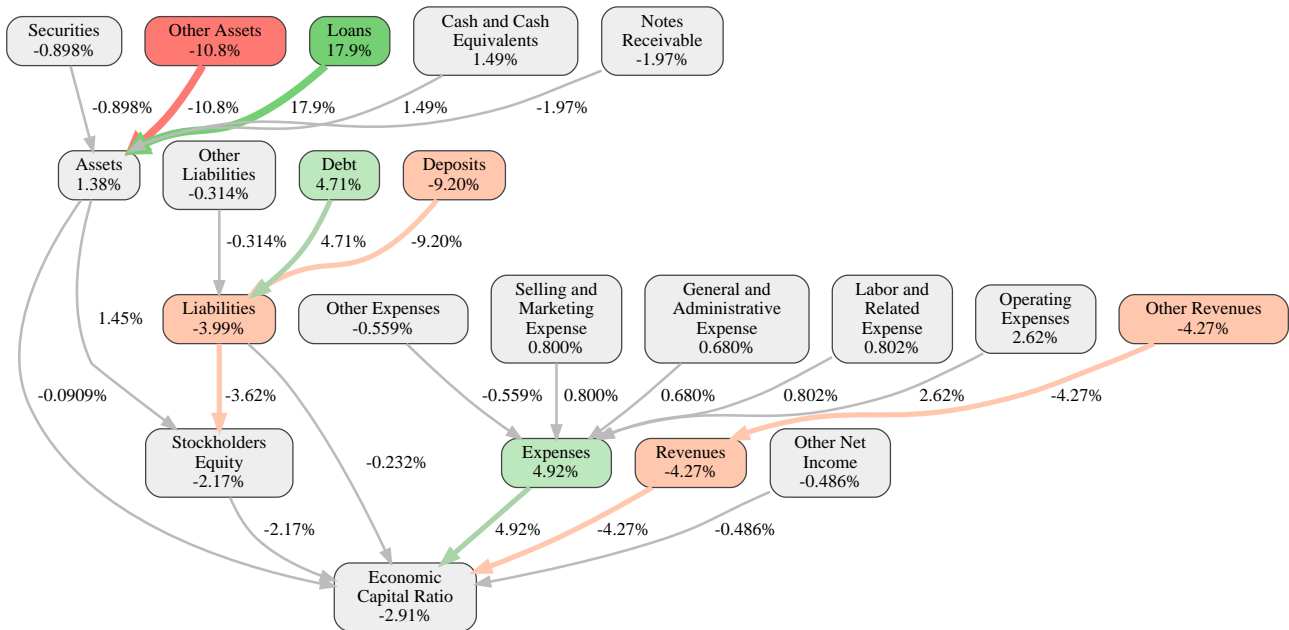 Securities
-0.898%
Other Assets
-10.8%
Loans
17.9%
Cash and Cash
Equivalents
1.49%
Notes
Receivable
-1.97%
-0.898%
-10.8%
17.9%
1.49%
-1.97%
Assets
1.38%
Other
Liabilities
-0.314%
Debt
4.71%
Deposits
-9.20%
-0.314%
4.71%
-9.20%
Liabilities
-3.99%
Other Expenses
-0.559%
Selling and
Marketing
Expense
0.800%
General and
Administrative
Expense
0.680%
Labor and
Related
Expense
0.802%
Operating
Expenses
2.62%
Other Revenues
-4.27%
1.45%
-0.0909%
-3.62%
-0.559%
0.800%
0.680%
0.802%
2.62%
-4.27%
Stockholders
Equity
-2.17%
-0.232%
Expenses
4.92%
Revenues
-4.27%
Other Net
Income
-0.486%
-2.17%
4.92%
-4.27%
-0.486%
Economic
Capital Ratio
-2.91%